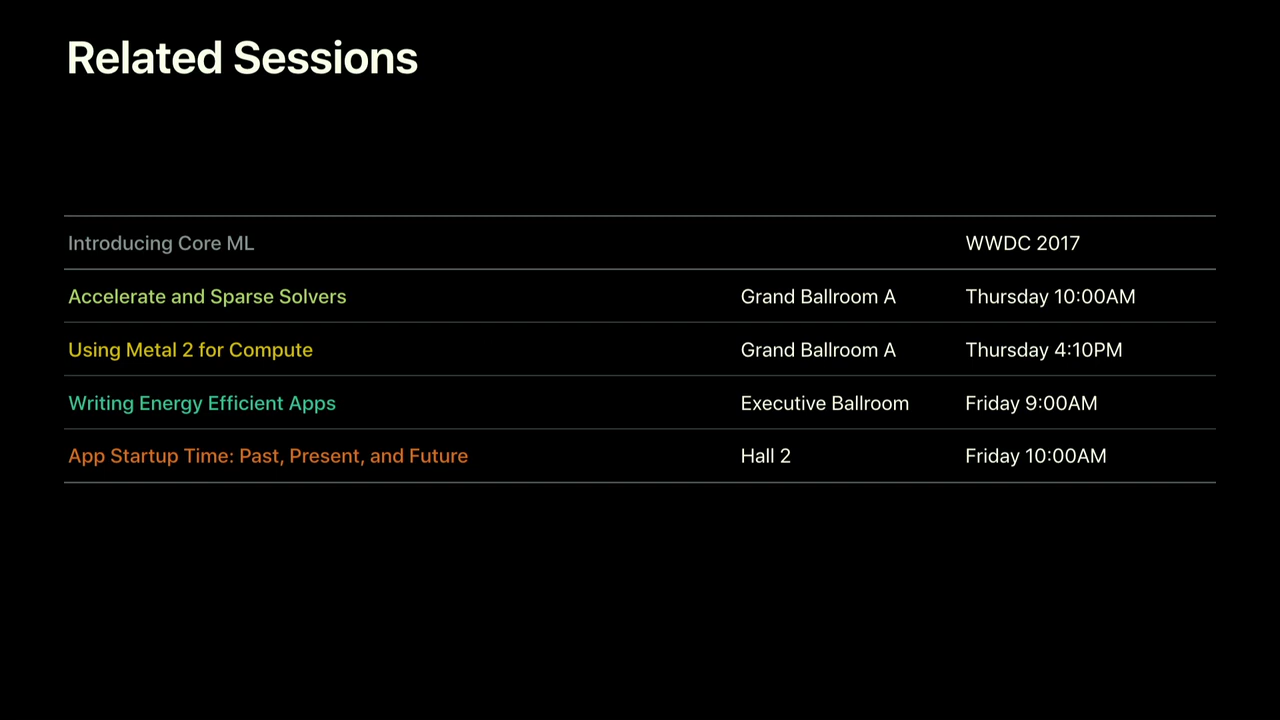 Related Sessions
Introducing Core ML WWDC 2017
Accelerate and Sparse Solvers Grand Ballroom A Thursday 10:00AM
Using Metal 2 for Compute Grand Ballroom A Thursday 4:10PM
Writing Energy Efficient Apps Executive Ballroom Friday 9:00AM
App Startup Time: Past, Present, and Future Hall 2 Friday 10:00AM